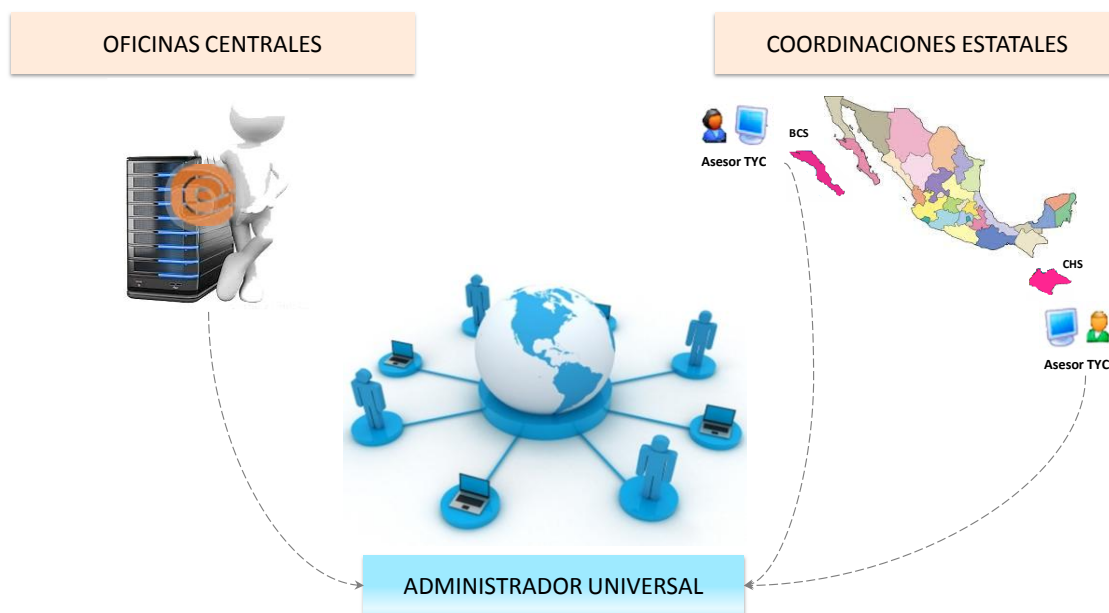 OFICINAS CENTRALES
COORDINACIONES ESTATALES
BCS
Asesor TYC
CHS
Asesor TYC
ADMINISTRADOR UNIVERSAL